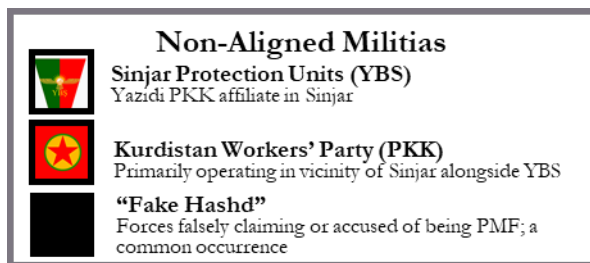 Non-Aligned Militias
YBS
Sinjar Protection Units (YBS)
Yazidi PKK affiliate in Sinjar
Kurdistan Workers' Party (PKK)
Primarily operating in vicinity of Sinjar alongside YBS
“Fake Hashd”
Forces falsely claiming or accused of being PMF; a
common occurrence